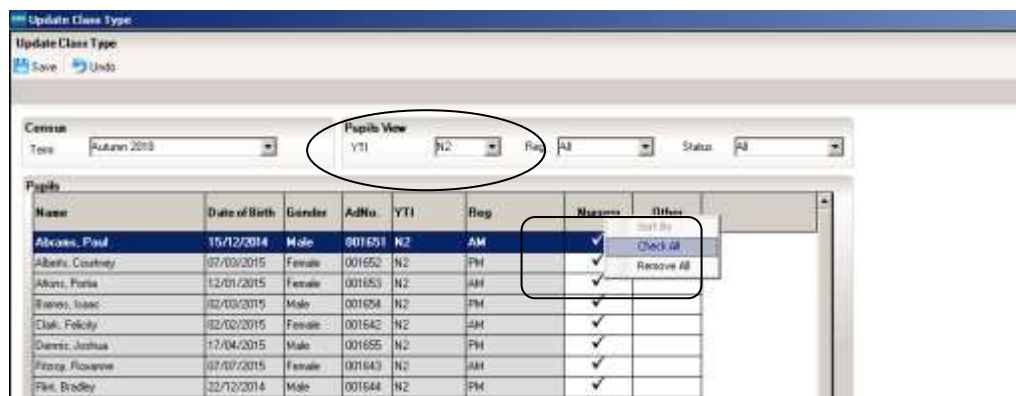 Update Class Type
Update Class Type
Save Undo
Census Pupils View
Term Autumn 2018 YTI N2 Reg All Status All
Pupils
Name Date of Birth Gender AdNo. YTI Reg Nursery Other
Sort By
Abrams, Paul 15/12/2014 Male 001651 N2 AM ✓
Check All
Alberts, Courtney 07/03/2015 Female 001652 N2 PM ✓
Remove All
Atkins, Portia 12/01/2015 Female 001653 N2 AM ✓
Barnes, Isaac 02/03/2015 Male 001654 N2 PM ✓
Clark, Felicity 02/02/2015 Female 001642 N2 AM ✓
Dennis, Joshua 17/04/2015 Male 001655 N2 PM ✓
Roxanne 07/07/2015 Female 001643 N2 AM ✓
Flint, Bradley 22/12/2014 Male 001644 N2 PM ✓